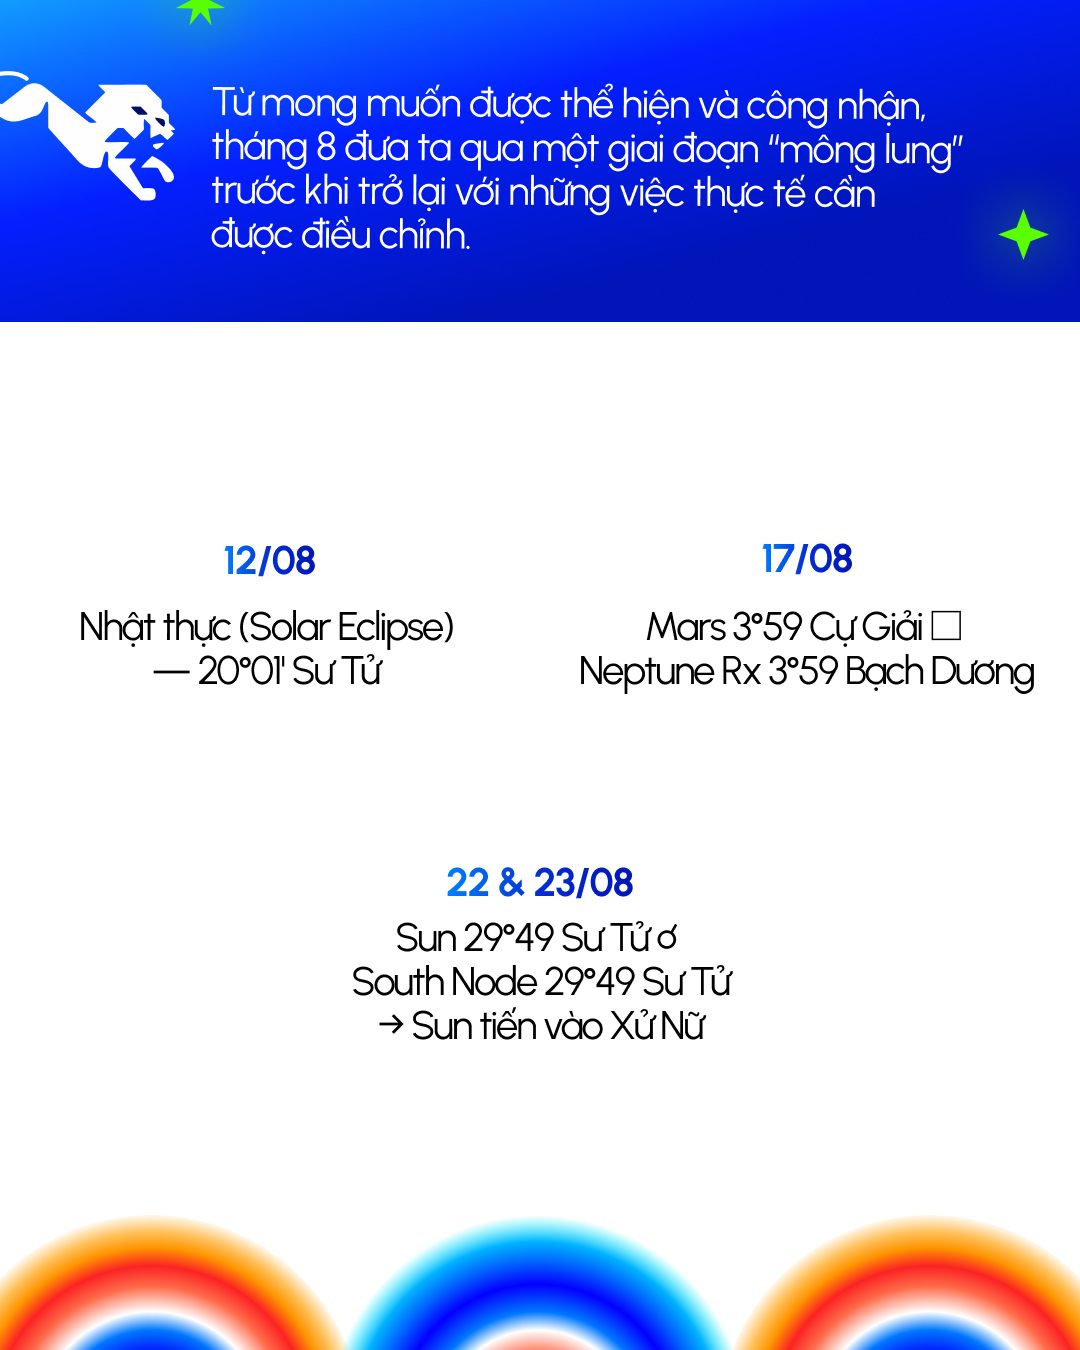 Từ mong muốn được thể hiện và công nhận,
tháng 8 đưa ta qua một giai đoạn “mông lung”
trước khi trở lại với những việc thực tế cần
được điều chỉnh.
12/08
Nhật thực (Solar Eclipse)
— 20°01' Sư Tử
17/08
Mars 3°59 Cự Giải □
Neptune Rx 3°59 Bạch Dương
22 & 23/08
Sun 29°49 Sư Tử ☌
South Node 29°49 Sư Tử
→ Sun tiến vào Xử Nữ